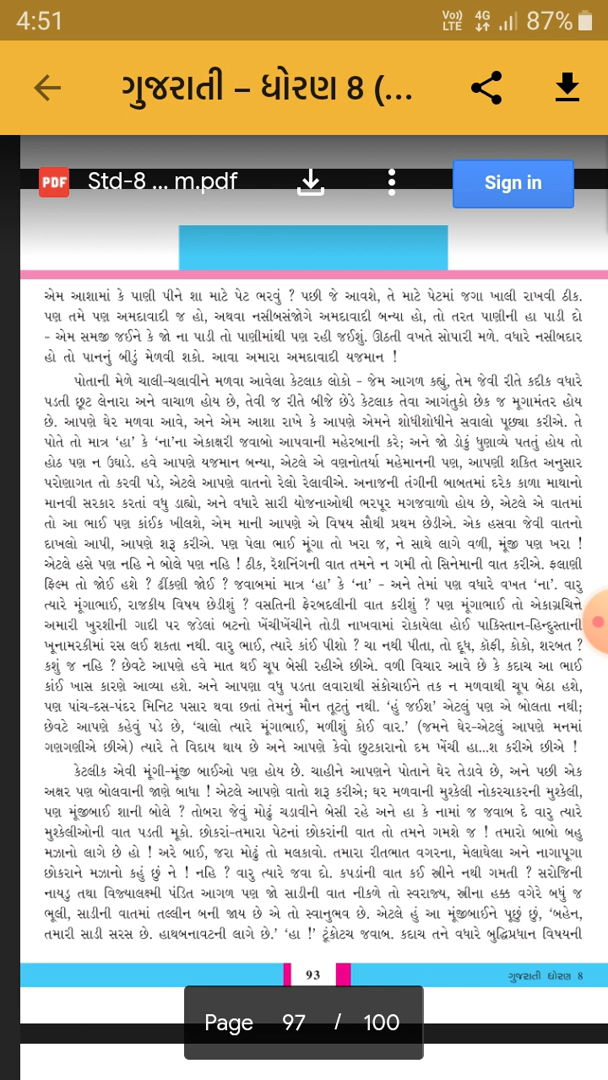 4:51
Vo)) LTE 4G 87%
ગુજરાતી – ધોરણ 8 (...
PDF Std-8 ... m.pdf Sign in
એમ આશામાં કે પાણી પીને શા માટે પેટ ભરવું ? પછી જે આવશે, તે માટે પેટમાં જગા ખાલી રાખવી ઠીક.
પણ તમે પણ અમદાવાદી જ હો, અથવા નસીબસંજોગે અમદાવાદી બન્યા હો, તો તરત પાણીની હા પાડી દો
- એમ સમજી જઈને કે જો ના પાડી તો પાણીમાંથી પણ રહી જઈશું. ઊઠતી વખતે સોપારી મળે. વધારે નસીબદાર
હો તો પાનનું બીડું મેળવી શકો. આવા અમારા અમદાવાદી યજમાન !
પોતાની મેળે ચાલી-ચલાવીને મળવા આવેલા કેટલાક લોકો - જેમ આગળ કહ્યું, તેમ જેવી રીતે કદીક વધારે
પડતી છૂટ લેનારા અને વાચાળ હોય છે, તેવી જ રીતે બીજે છેડે કેટલાક તેવા આગંતુકો છેક જ મૂગામંતર હોય
છે. આપણે ઘેર મળવા આવે, અને એમ આશા રાખે કે આપણે એમને શોધીશોધીને સવાલો પૂછ્યા કરીએ. તે
પોતે તો માત્ર ‘હા’ કે ‘ના’ના એકાક્ષરી જવાબો આપવાની મહેરબાની કરે; અને જો ડોકું ધુણાવ્યે પતતું હોય તો
હોઠ પણ ન ઉઘાડે. હવે આપણે યજમાન બન્યા, એટલે એ વણનોતર્યા મહેમાનની પણ, આપણી શક્તિ અનુસાર
પરોણાગત તો કરવી પડે, એટલે આપણે વાતનો રેલો રેલાવીએ. અનાજની તંગીની બાબતમાં દરેક કાળા માથાનો
માનવી સરકાર કરતાં વધુ ડાહ્યો, અને વધારે સારી યોજનાઓથી ભરપૂર મગજવાળો હોય છે, એટલે એ વાતમાં
તો આ ભાઈ પણ કાંઈક ખીલશે, એમ માની આપણે એ વિષય સૌથી પ્રથમ છેડીએ. એક હસવા જેવી વાતનો
દાખલો આપી, આપણે શરૂ કરીએ. પણ પેલા ભાઈ મૂંગા તો ખરા જ, ને સાથે લાગે વળી, મૂંજી પણ ખરા !
એટલે હસે પણ નહિ ને બોલે પણ નહિ ! ઠીક, રૅશનિંગની વાત તમને ન ગમી તો સિનેમાની વાત કરીએ. ફલાણી
ફિલ્મ તો જોઈ હશે ? ઢીંકણી જોઈ ? જવાબમાં માત્ર ‘હા’ કે ‘ના’ - અને તેમાં પણ વધારે વખત ‘ના’. વારુ
ત્યારે મૂંગાભાઈ, રાજકીય વિષય છેડીશું ? વસતિની ફેરબદલીની વાત કરીશું ? પણ મૂંગાભાઈ તો એકાગ્રચિત્તે
અમારી ખુરશીની ગાદી પર જડેલાં બટનો ખેંચીખેંચીને તોડી નાખવામાં રોકાયેલા હોઈ પાકિસ્તાન-હિન્દુસ્તાની
ખૂનામરકીમાં રસ લઈ શકતા નથી. વારુ ભાઈ, ત્યારે કાંઈ પીશો ? ચા નથી પીતા, તો દૂધ, કૉફી, કોકો, શરબત ?
કશું જ નહિ ? છેવટે આપણે હવે માત થઈ ચૂપ બેસી રહીએ છીએ. વળી વિચાર આવે છે કે કદાચ આ ભાઈ
કાંઈ ખાસ કારણે આવ્યા હશે. અને આપણા વધુ પડતા લવારાથી સંકોચાઈને તક ન મળવાથી ચૂપ બેઠા હશે,
પણ પાંચ-દસ-પંદર મિનિટ પસાર થવા છતાં તેમનું મૌન તૂટતું નથી. ‘હું જઈશ’ એટલું પણ એ બોલતા નથી;
છેવટે આપણે કહેવું પડે છે, ‘ચાલો ત્યારે મૂંગાભાઈ, મળીશું કોઈ વાર.’ (જમને ઘેર-એટલું આપણે મનમાં
ગણગણીએ છીએ) ત્યારે તે વિદાય થાય છે અને આપણે કેવો છુટકારાનો દમ ખેંચી હા...શ કરીએ છીએ !
કેટલીક એવી મૂંગી-મૂંજી બાઈઓ પણ હોય છે. ચાહીને આપણને પોતાને ઘેર તેડાવે છે, અને પછી એક
અક્ષર પણ બોલવાની જાણે બાધા ! એટલે આપણે વાતો શરૂ કરીએ; ઘર મળવાની મુશ્કેલી નોકરચાકરની મુશ્કેલી,
પણ મૂંજીબાઈ શાની બોલે ? તોબરા જેવું મોઢું ચડાવીને બેસી રહે અને હા કે નામાં જ જવાબ દે વારુ ત્યારે
મુશ્કેલીઓની વાત પડતી મૂકો. છોકરાં-તમારા પેટનાં છોકરાંની વાત તો તમને ગમશે જ ! તમારો બાબો બહુ
મઝાનો લાગે છે હો ! અરે બાઈ, જરા મોઢું તો મલકાવો. તમારા રીતભાત વગરના, મેલાઘેલા અને નાગાપૂગા
છોકરાને મઝાનો કહું છું ને ! નહિ ? વારુ ત્યારે જવા દો. કપડાંની વાત કઈ સ્ત્રીને નથી ગમતી ? સરોજિની
નાયડુ તથા વિજ્યાલક્ષ્મી પંડિત આગળ પણ જો સાડીની વાત નીકળે તો સ્વરાજ્ય, સ્ત્રીના હક્ક વગેરે બધું જ
ભૂલી, સાડીની વાતમાં તલ્લીન બની જાય છે એ તો સ્વાનુભવ છે. એટલે હું આ મૂંજીબાઈને પૂછું છું, ‘બહેન,
તમારી સાડી સરસ છે. હાથબનાવટની લાગે છે.’ ‘હા !’ ટૂંકોટચ જવાબ. કદાચ તને વધારે બુદ્ધિપ્રધાન વિષયની
93 ગુજરાતી ધોરણ 8
Page 97 / 100